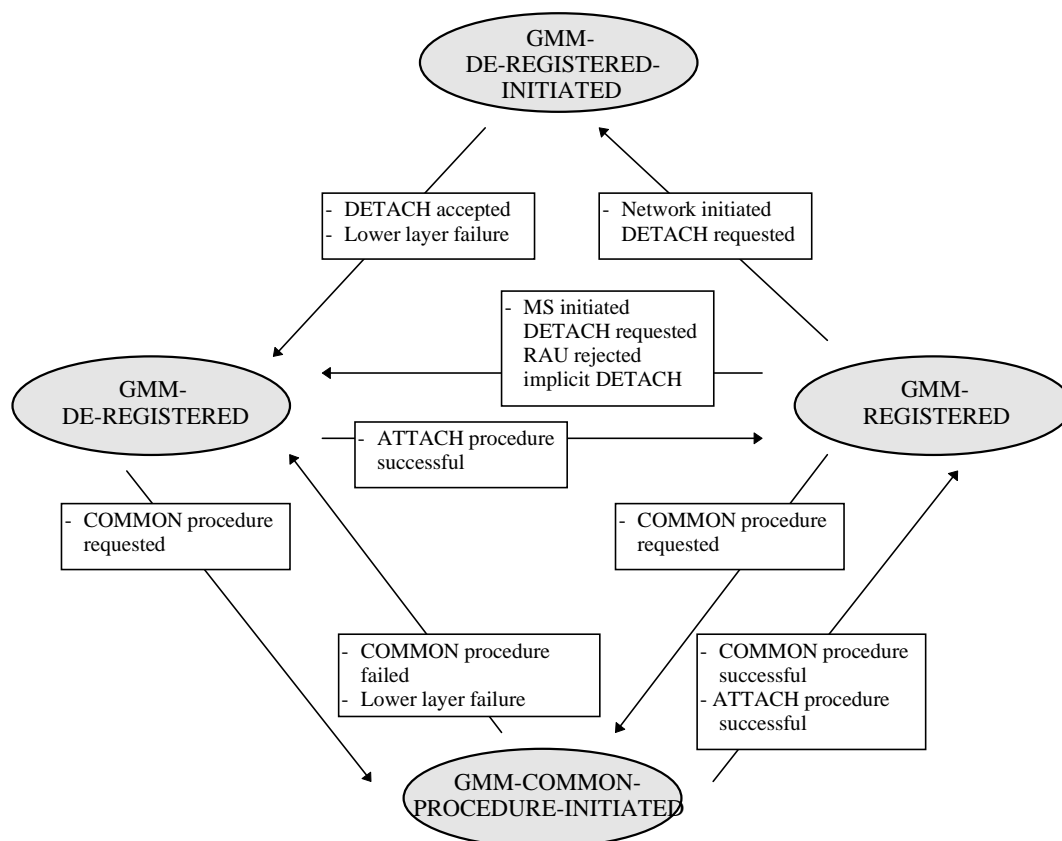 GMM-
DE-REGISTERED-
INITIATED
- DETACH accepted
- Lower layer failure
- Network initiated
DETACH requested
- MS initiated
DETACH requested
RAU rejected
implicit DETACH
GMM-
DE-REGISTERED
GMM-
REGISTERED
- ATTACH procedure
successful
- COMMON procedure
requested
- COMMON procedure
requested
- COMMON procedure
failed
- Lower layer failure
- COMMON procedure
successful
- ATTACH procedure
successful
GMM-COMMON-
PROCEDURE-INITIATED